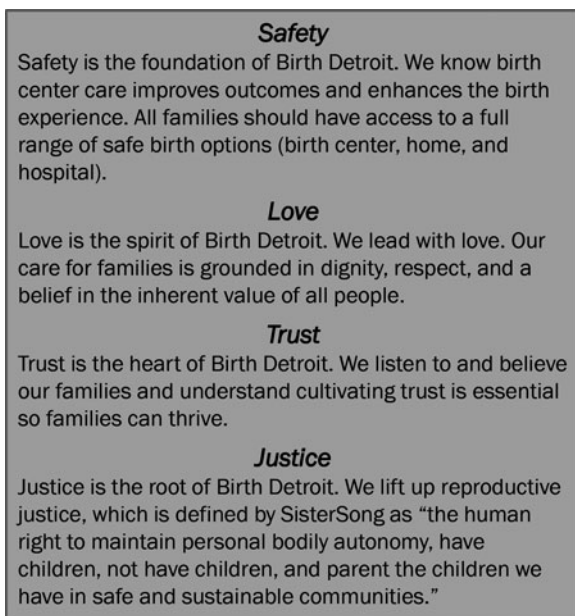 Safety
Safety is the foundation of Birth Detroit. We know birth
center care improves outcomes and enhances the birth
experience. All families should have access to a full
range of safe birth options (birth center, home, and
hospital).
Love
Love is the spirit of Birth Detroit. We lead with love. Our
care for families is grounded in dignity, respect, and a
belief in the inherent value of all people.
Trust
Trust is the heart of Birth Detroit. We listen to and believe
our families and understand cultivating trust is essential
so families can thrive.
Justice
Justice is the root of Birth Detroit. We lift up reproductive
justice, which is defined by SisterSong as “the human
right to maintain personal bodily autonomy, have
children, not have children, and parent the children we
have in safe and sustainable communities.”